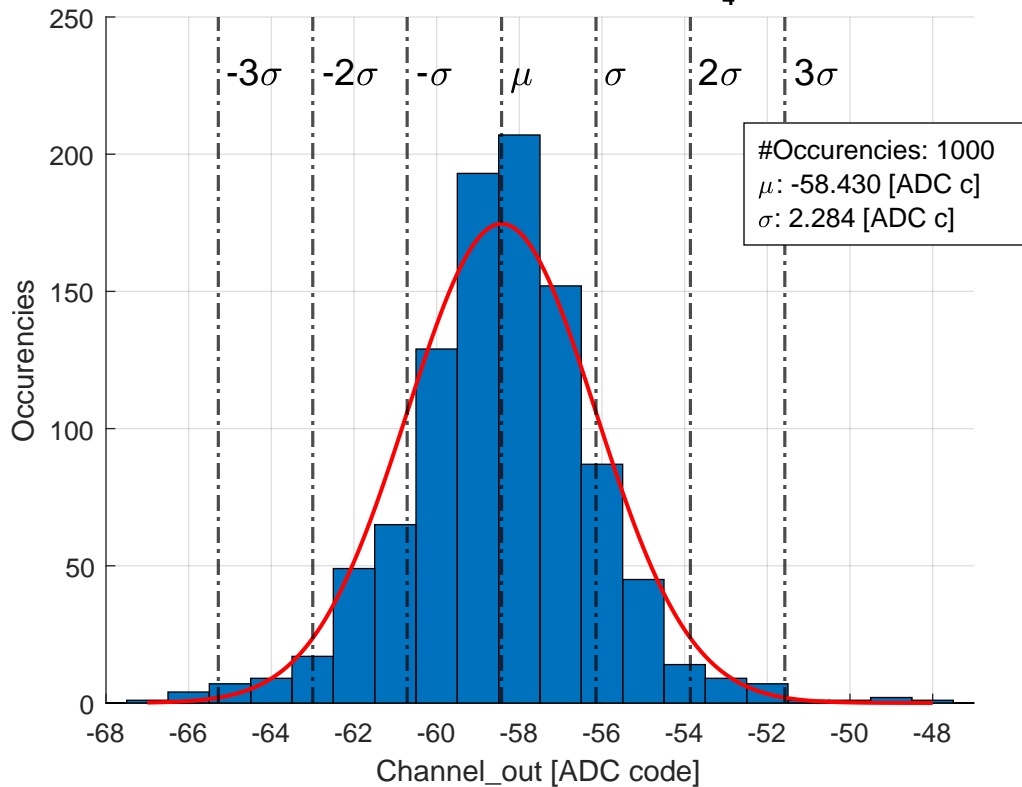 4
250
200
150
100
50
0
-3σ -2σ -σ μ σ 2σ 3σ
#Occurencies: 1000
μ: -58.430 [ADC c]
σ: 2.284 [ADC c]
Occurencies
-68 -66 -64 -62 -60 -58 -56 -54 -52 -50 -48
Channel_out [ADC code]